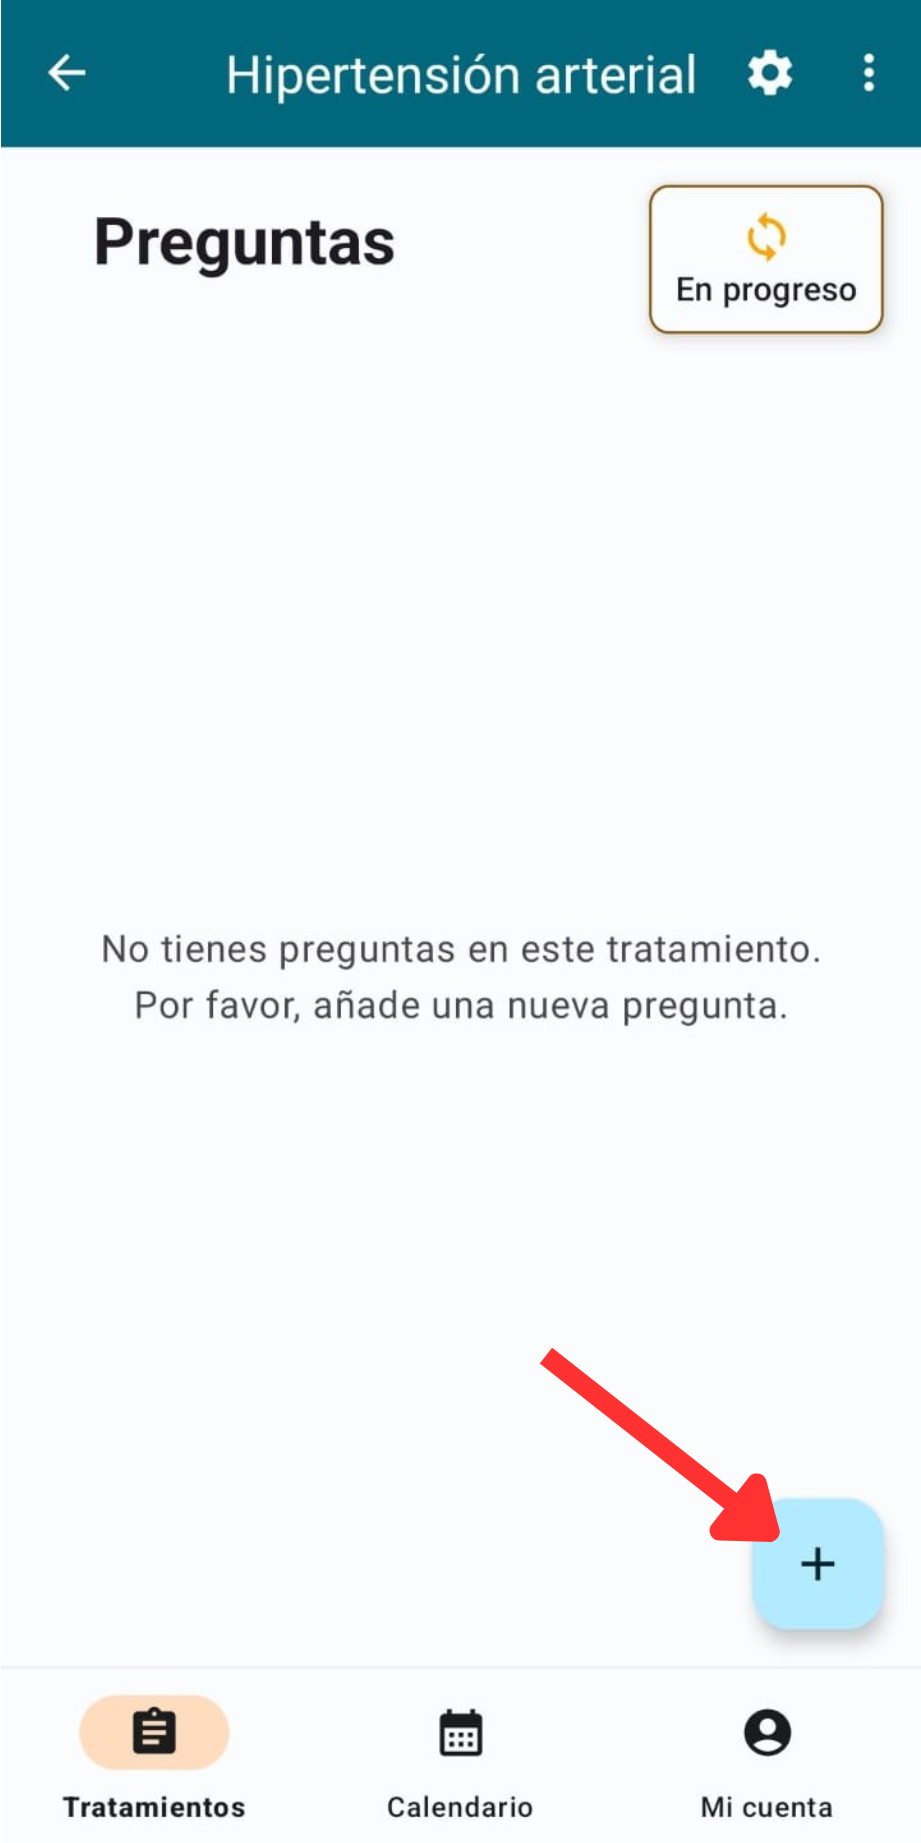 Hipertensión arterial
Preguntas
En progreso
No tienes preguntas en este tratamiento.
Por favor, añade una nueva pregunta.
+
Tratamientos
Calendario
Mi cuenta